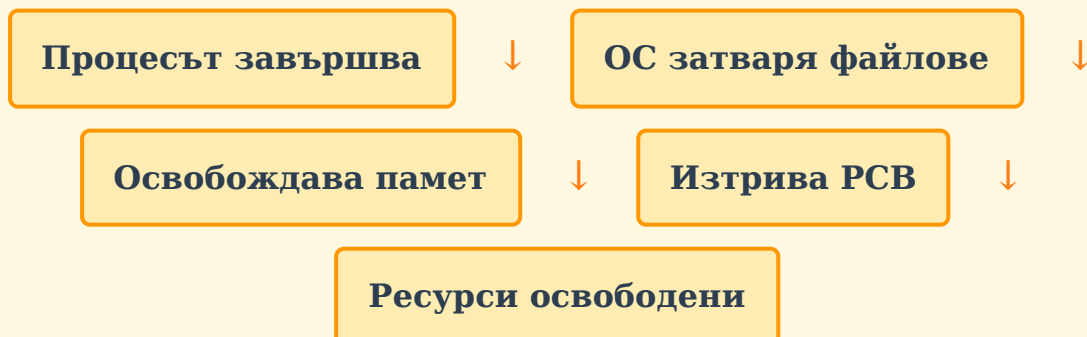 Процесът завършва ↓ ОС затваря файлове ↓
Освобождава памет ↓ Изтрива PCB ↓
Ресурси освободени